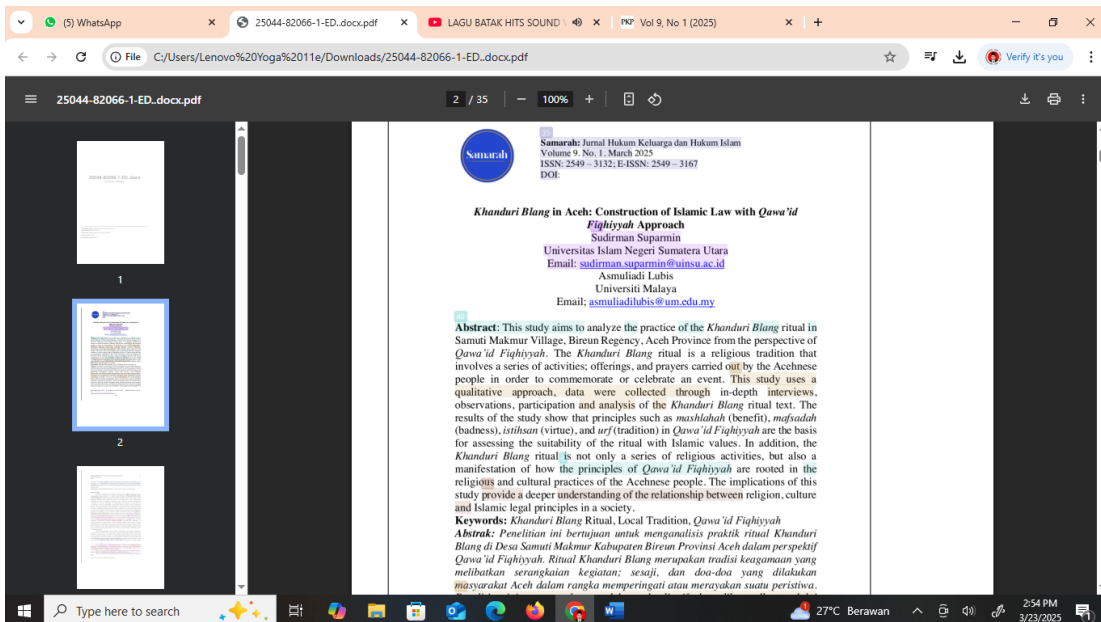 (5) WhatsApp
25044-82066-1-ED..docx.pdf
LAGU BATAK HITS SOUND
PKP Vol 9, No 1 (2025)
File C:/Users/Lenovo%20Yoga%2011e/Downloads/25044-82066-1-ED..docx.pdf
Verify it's you
25044-82066-1-ED..docx.pdf
2 / 35 100%
25044-82066-1-ED..docx
1
2
Samarah
Samarah: Jurnal Hukum Keluarga dan Hukum Islam
Volume 9. No. 1. March 2025
ISSN: 2549 – 3132; E-ISSN: 2549 – 3167
DOI:
Khanduri Blang in Aceh: Construction of Islamic Law with Qawa'id
Fiqhiyyah Approach
Sudirman Suparmin
Universitas Islam Negeri Sumatera Utara
Email: sudirman.suparmin@uinsu.ac.id
Asmuliadi Lubis
Universiti Malaya
Email; asmuliadilubis@um.edu.my
Abstract: This study aims to analyze the practice of the Khanduri Blang ritual in
Samuti Makmur Village, Bireun Regency, Aceh Province from the perspective of
Qawa'id Fiqhiyyah. The Khanduri Blang ritual is a religious tradition that
involves a series of activities; offerings, and prayers carried out by the Acehnese
people in order to commemorate or celebrate an event. This study uses a
qualitative approach, data were collected through in-depth interviews,
observations, participation and analysis of the Khanduri Blang ritual text. The
results of the study show that principles such as mashlahah (benefit), mafsadah
(badness), istihsan (virtue), and urf (tradition) in Qawa'id Fiqhiyyah are the basis
for assessing the suitability of the ritual with Islamic values. In addition, the
Khanduri Blang ritual is not only a series of religious activities, but also a
manifestation of how the principles of Qawa'id Fiqhiyyah are rooted in the
religious and cultural practices of the Acehnese people. The implications of this
study provide a deeper understanding of the relationship between religion, culture
and Islamic legal principles in a society.
Keywords: Khanduri Blang Ritual, Local Tradition, Qawa'id Fiqhiyyah
Abstrak: Penelitian ini bertujuan untuk menganalisis praktik ritual Khanduri
Blang di Desa Samuti Makmur Kabupaten Bireun Provinsi Aceh dalam perspektif
Qawa'id Fiqhiyyah. Ritual Khanduri Blang merupakan tradisi keagamaan yang
melibatkan serangkaian kegiatan; sesaji, dan doa-doa yang dilakukan
masyarakat Aceh dalam rangka memperingati atau merayakan suatu peristiwa.
Type here to search
27°C Berawan
2:54 PM
3/23/2025